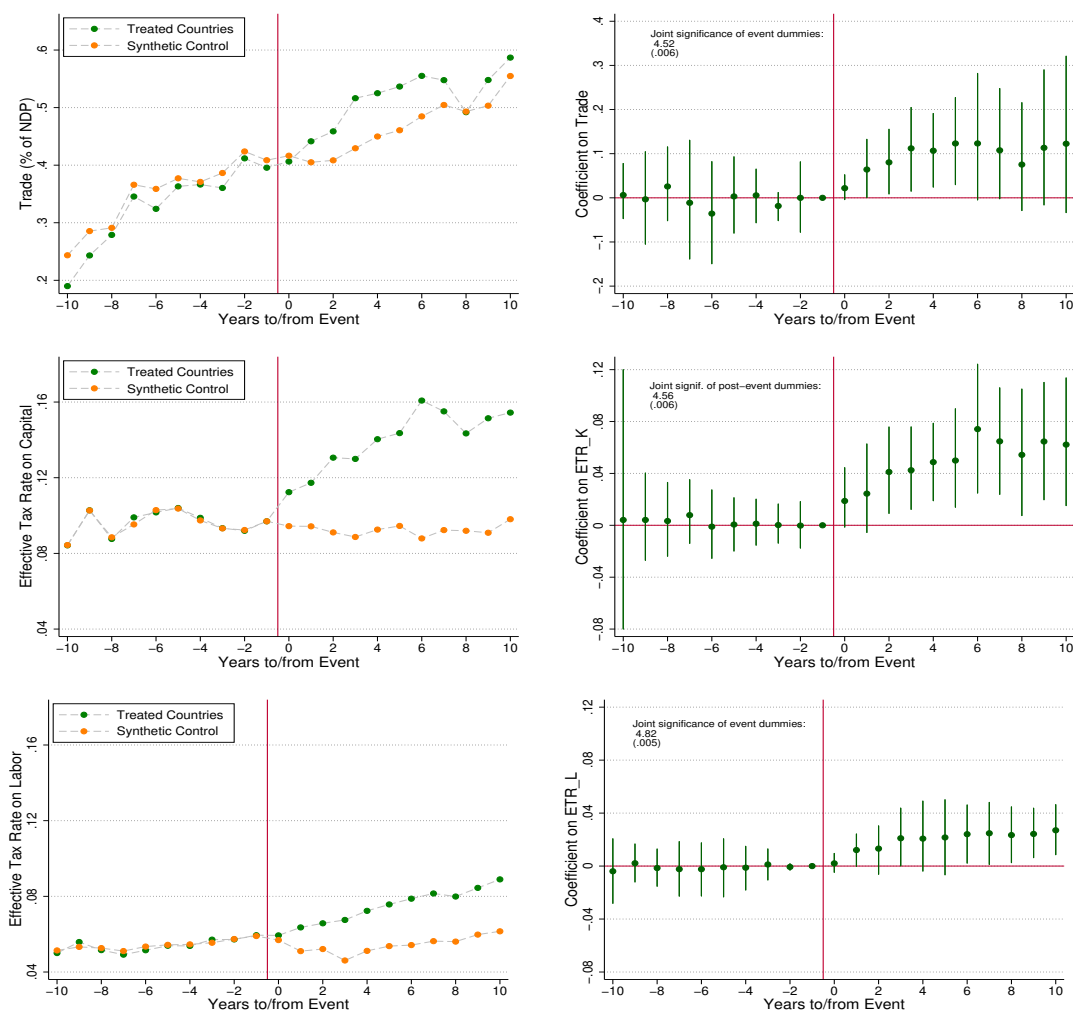 Treated Countries
Synthetic Control
Trade (% of NDP)
.6
.5
.4
.3
.2
−10 −8 −6 −4 −2 0 2 4 6 8 10
Years to/from Event
Joint significance of event dummies:
4.52
(.006)
Coefficient on Trade
.4
.3
.2
.1
0
−.1
−.2
−10 −8 −6 −4 −2 0 2 4 6 8 10
Years to/from Event
Treated Countries
Synthetic Control
Effective Tax Rate on Capital
.16
.12
.08
.04
−10 −8 −6 −4 −2 0 2 4 6 8 10
Years to/from Event
Joint signif. of post−event dummies:
4.56
(.006)
Coefficient on ETR_K
.12
.08
.04
0
−.04
−.08
−10 −8 −6 −4 −2 0 2 4 6 8 10
Years to/from Event
Treated Countries
Synthetic Control
Effective Tax Rate on Labor
.16
.12
.08
.04
−10 −8 −6 −4 −2 0 2 4 6 8 10
Years to/from Event
Joint significance of event dummies:
4.82
(.005)
Coefficient on ETR_L
.12
.08
.04
0
−.04
−.08
−10 −8 −6 −4 −2 0 2 4 6 8 10
Years to/from Event